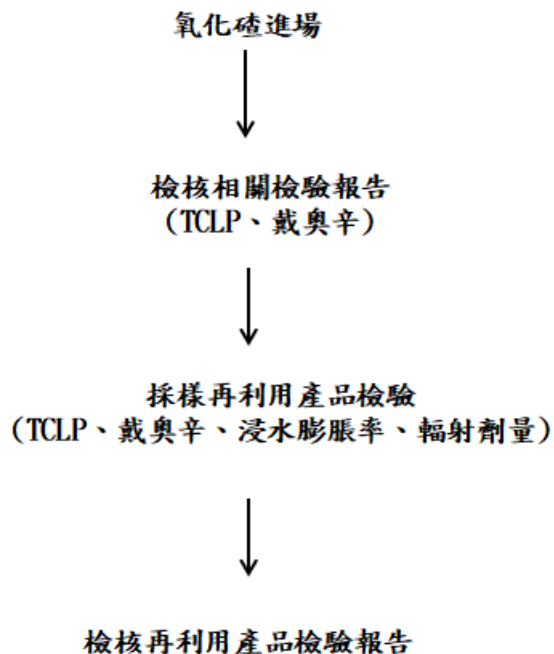 氧化碴進場
檢核相關檢驗報告
(TCLP、戴奧辛)
採樣再利用產品檢驗
(TCLP、戴奧辛、浸水膨脹率、輻射劑量)
檢核再利用產品檢驗報告